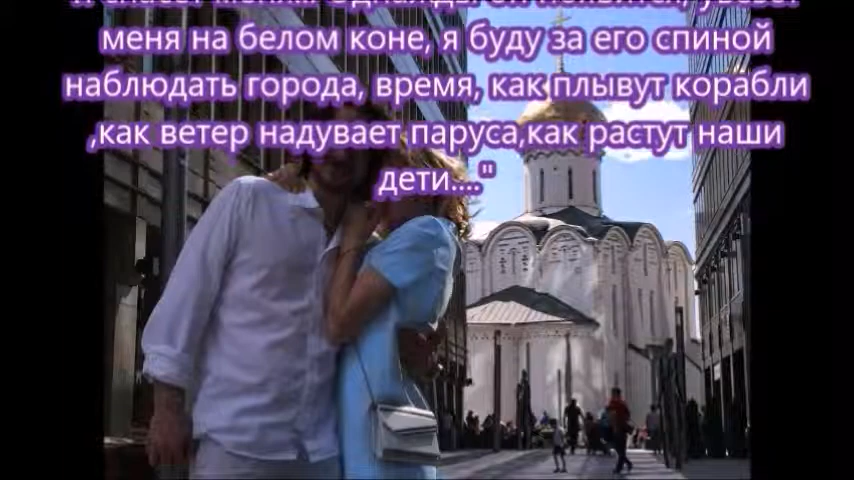 меня на белом коне, я буду за его спиной
наблюдать города, время, как плывут корабли
,как ветер надувает паруса,как растут наши
дети...."